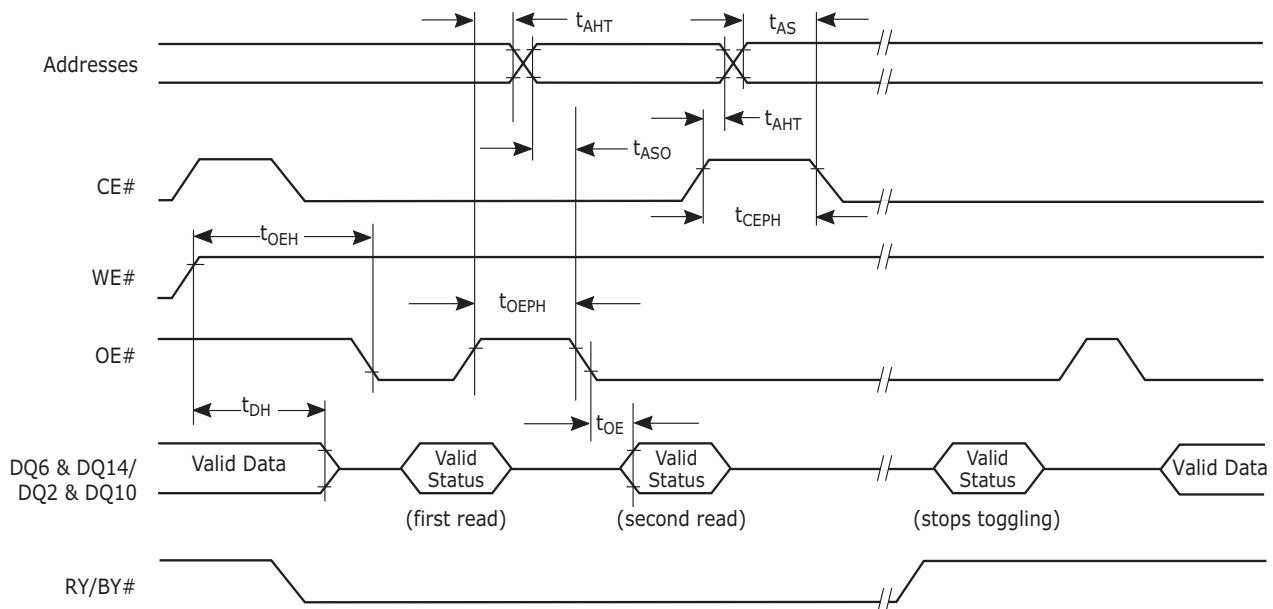 tAHT
tAS
Addresses
tAHT
tASO
CE#
tCEPH
tOEH
WE#
tOEPH
OE#
tDH
tOE
DQ6 & DQ14/
DQ2 & DQ10
Valid Data
Valid
Status
Valid
Status
Valid
Status
Valid Data
(first read)
(second read)
(stops toggling)
RY/BY#